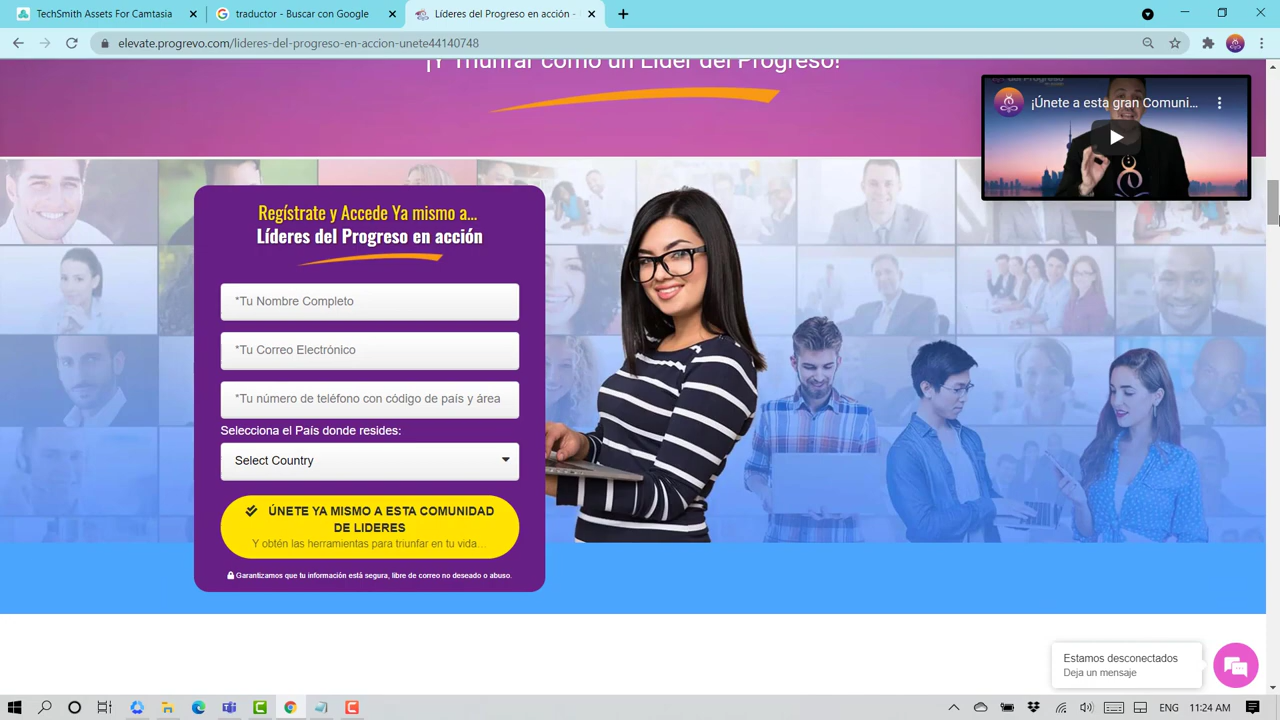 TechSmith Assets For Camtasia
traductor - Buscar con Google
Líderes del Progreso en acción -
elevate.progrevo.com/lideres-del-progreso-en-accion-unete44140748
¡Y Triunfar como un Líder del Progreso!
del Progreso
¡Únete a esta gran Comuni...
Regístrate y Accede Ya mismo a...
Líderes del Progreso en acción
*Tu Nombre Completo
*Tu Correo Electrónico
*Tu número de teléfono con código de país y área
Selecciona el País donde resides:
Select Country
ÚNETE YA MISMO A ESTA COMUNIDAD
DE LIDERES
Y obtén las herramientas para triunfar en tu vida...
Garantizamos que tu información está segura, libre de correo no deseado o abuso.
Estamos desconectados
Deja un mensaje
ENG
11:24 AM